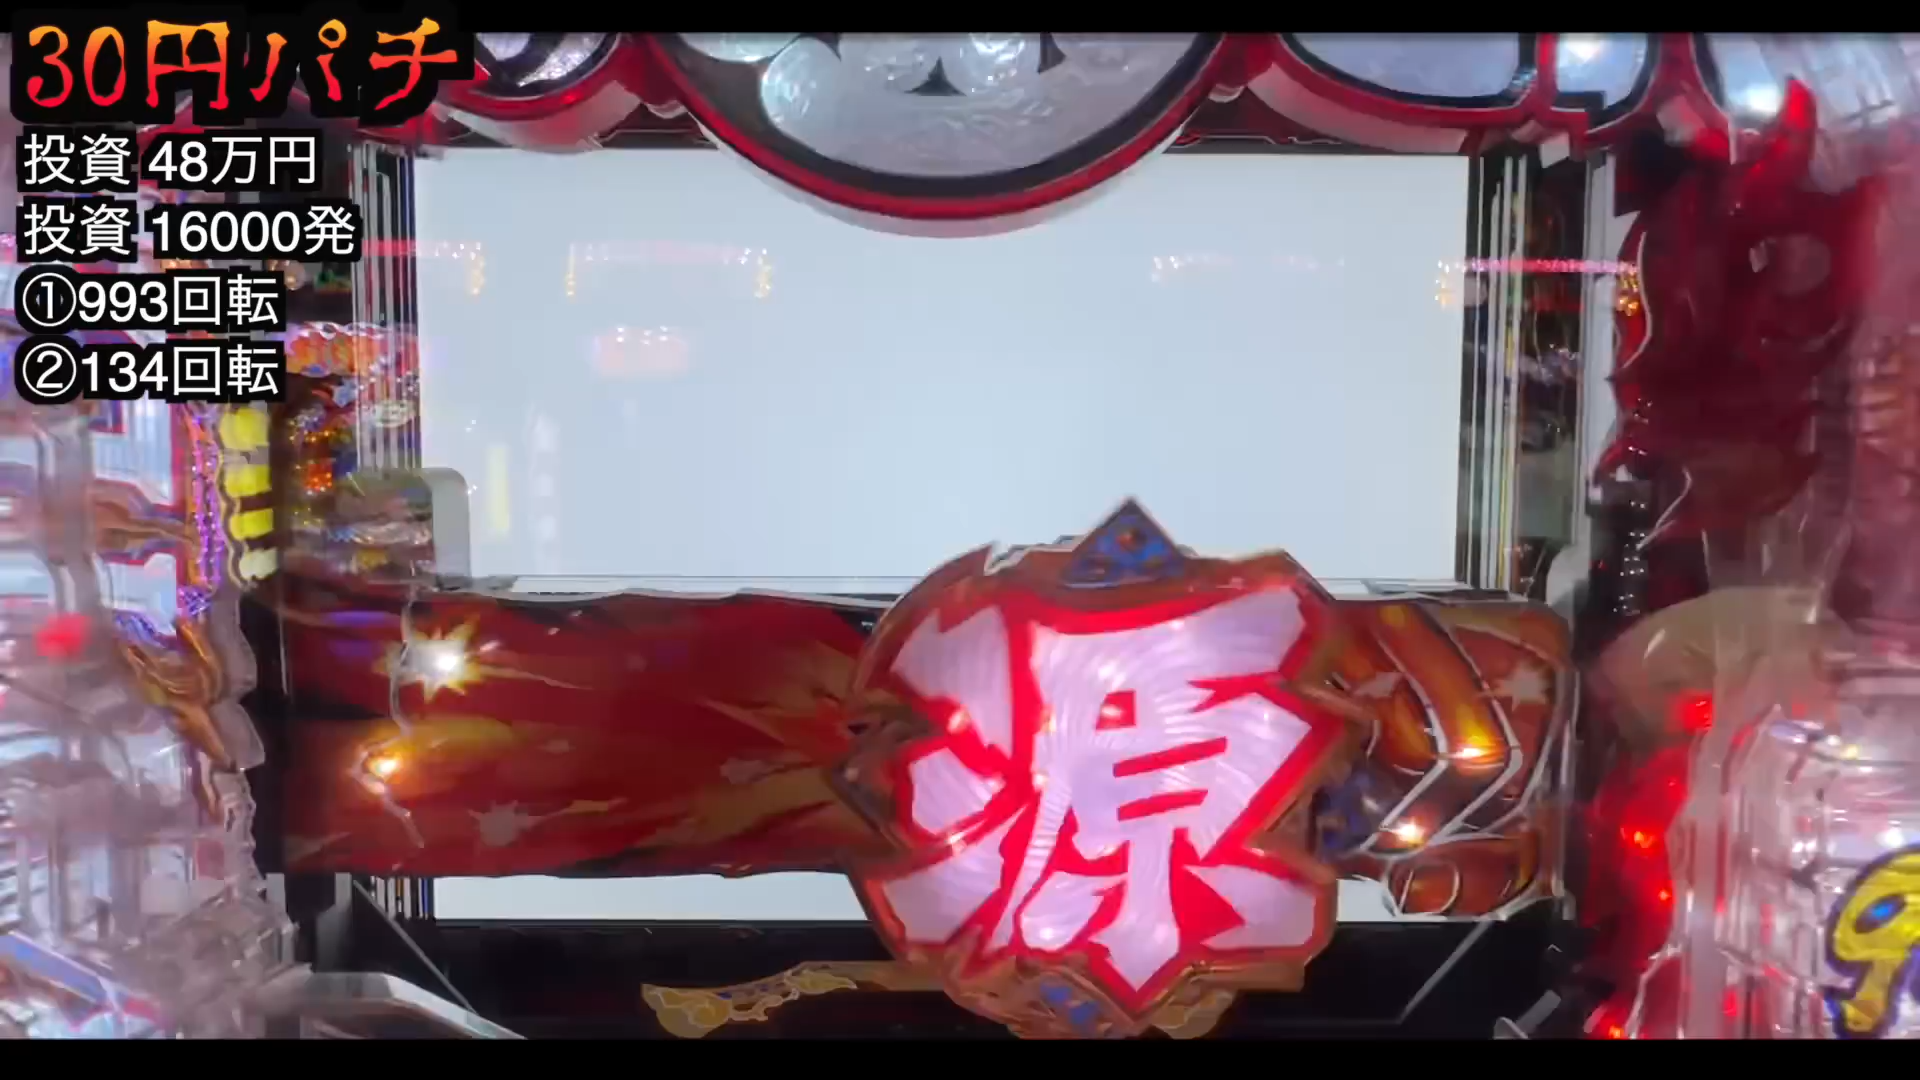 30円パチ
投資 48万円
投資 16000発
①993回転
②134回転
源